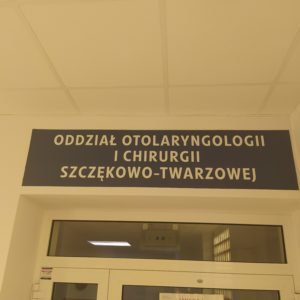 ODDZIAŁ OTOLARYNGOLOGII
I CHIRURGII
SZCZĘKOWO-TWARZOWEJ